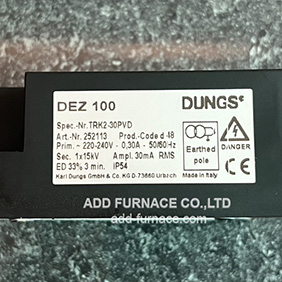 DEZ 100 DUNGS®
Spec.-Nr. TRK2-30PVD
Art.-Nr. 252113 Prod.-Code d 48
Prim. ~ 220-240V - 0,30A - 50/60Hz
Sec. 1x15kV Ampl. 30mA RMS
ED 33% 3 min. IP54
Karl Dungs GmbH & Co. KG D-73660 Urbach
Earthed
pole
DANGER
Made in Italy
ADD FURNACE CO.,LTD
add-furnace.com